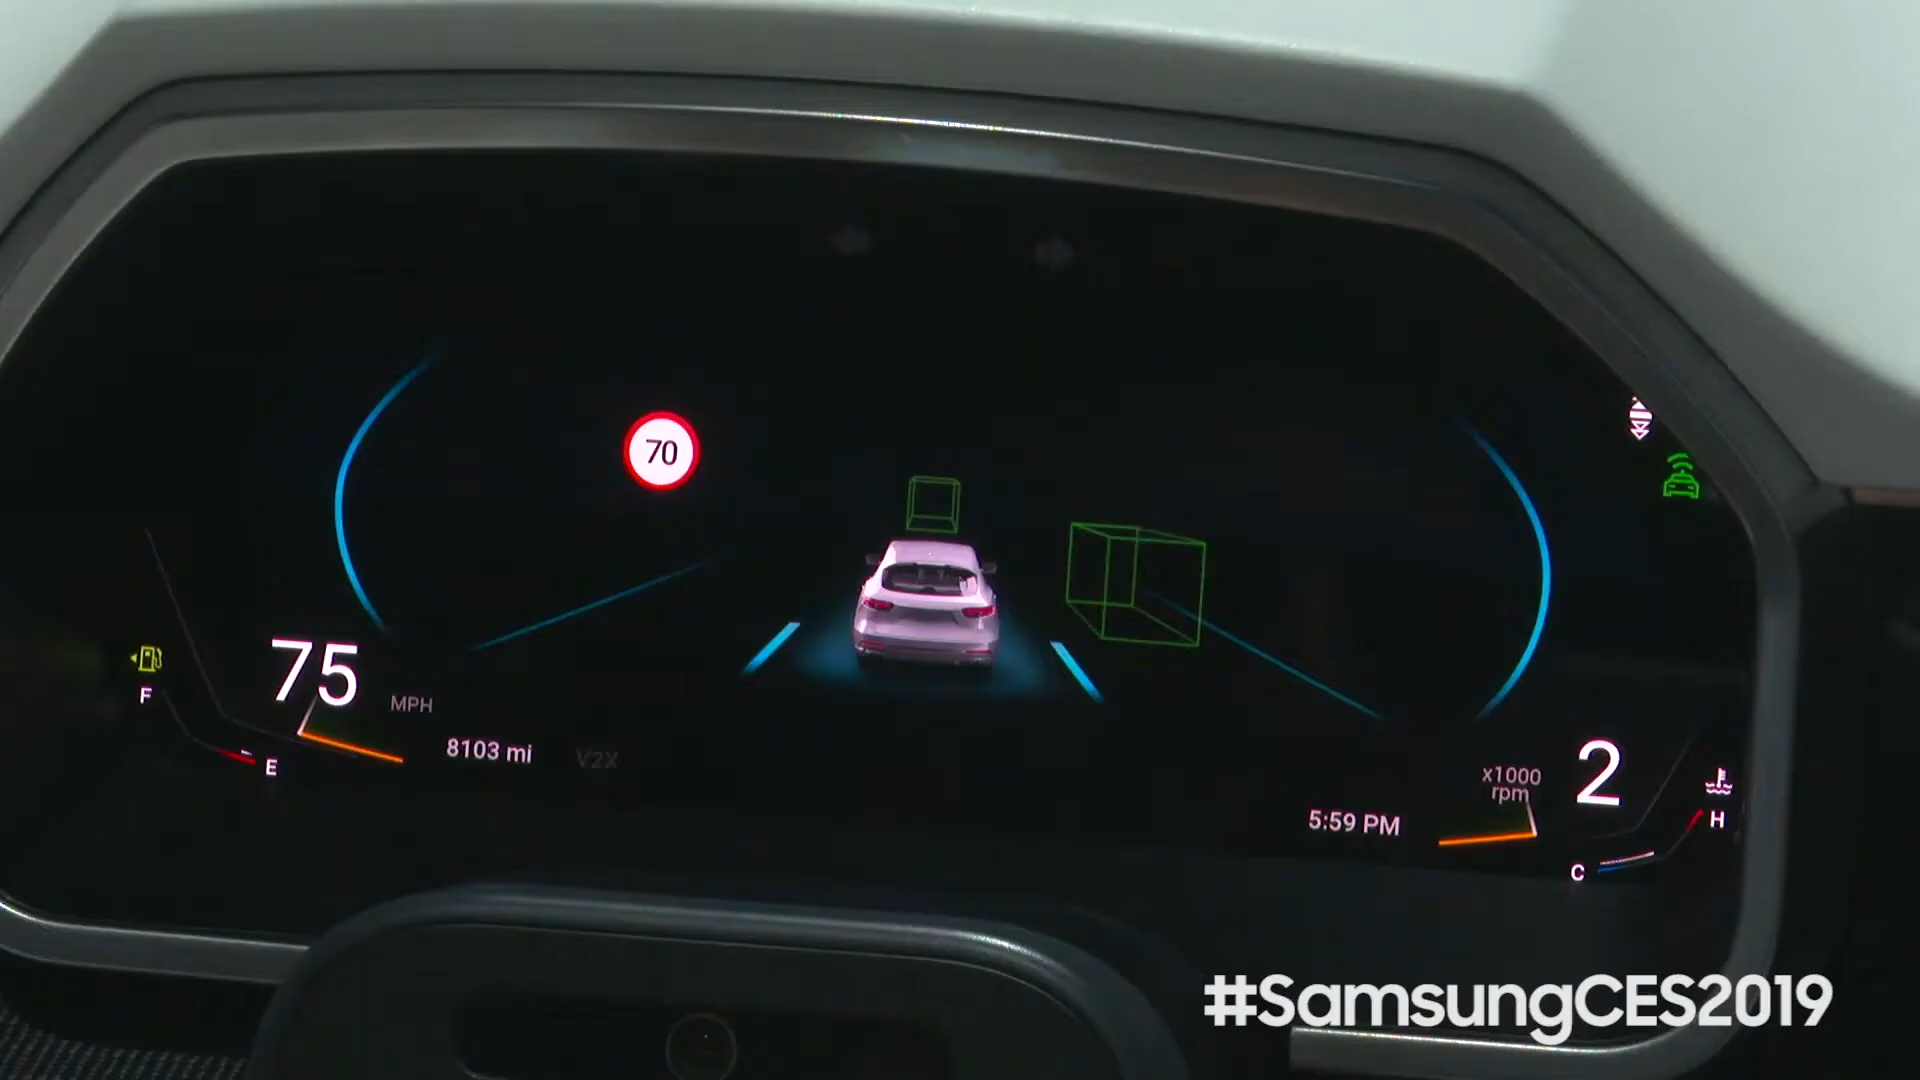 70
75 MPH
F
E
8103 mi
V2X
x1000
rpm
2
5:59 PM
H
C
#SamsungCES2019